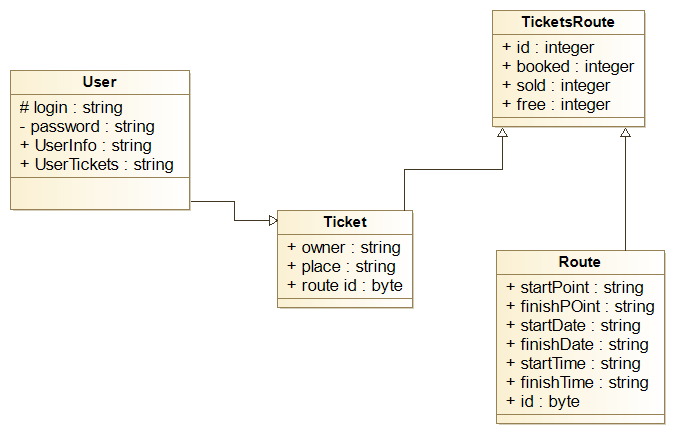 TicketsRoute
+ id : integer
+ booked : integer
+ sold : integer
+ free : integer
User
# login : string
- password : string
+ UserInfo : string
+ UserTickets : string
Ticket
+ owner : string
+ place : string
+ route id : byte
Route
+ startPoint : string
+ finishPOint : string
+ startDate : string
+ finishDate : string
+ startTime : string
+ finishTime : string
+ id : byte